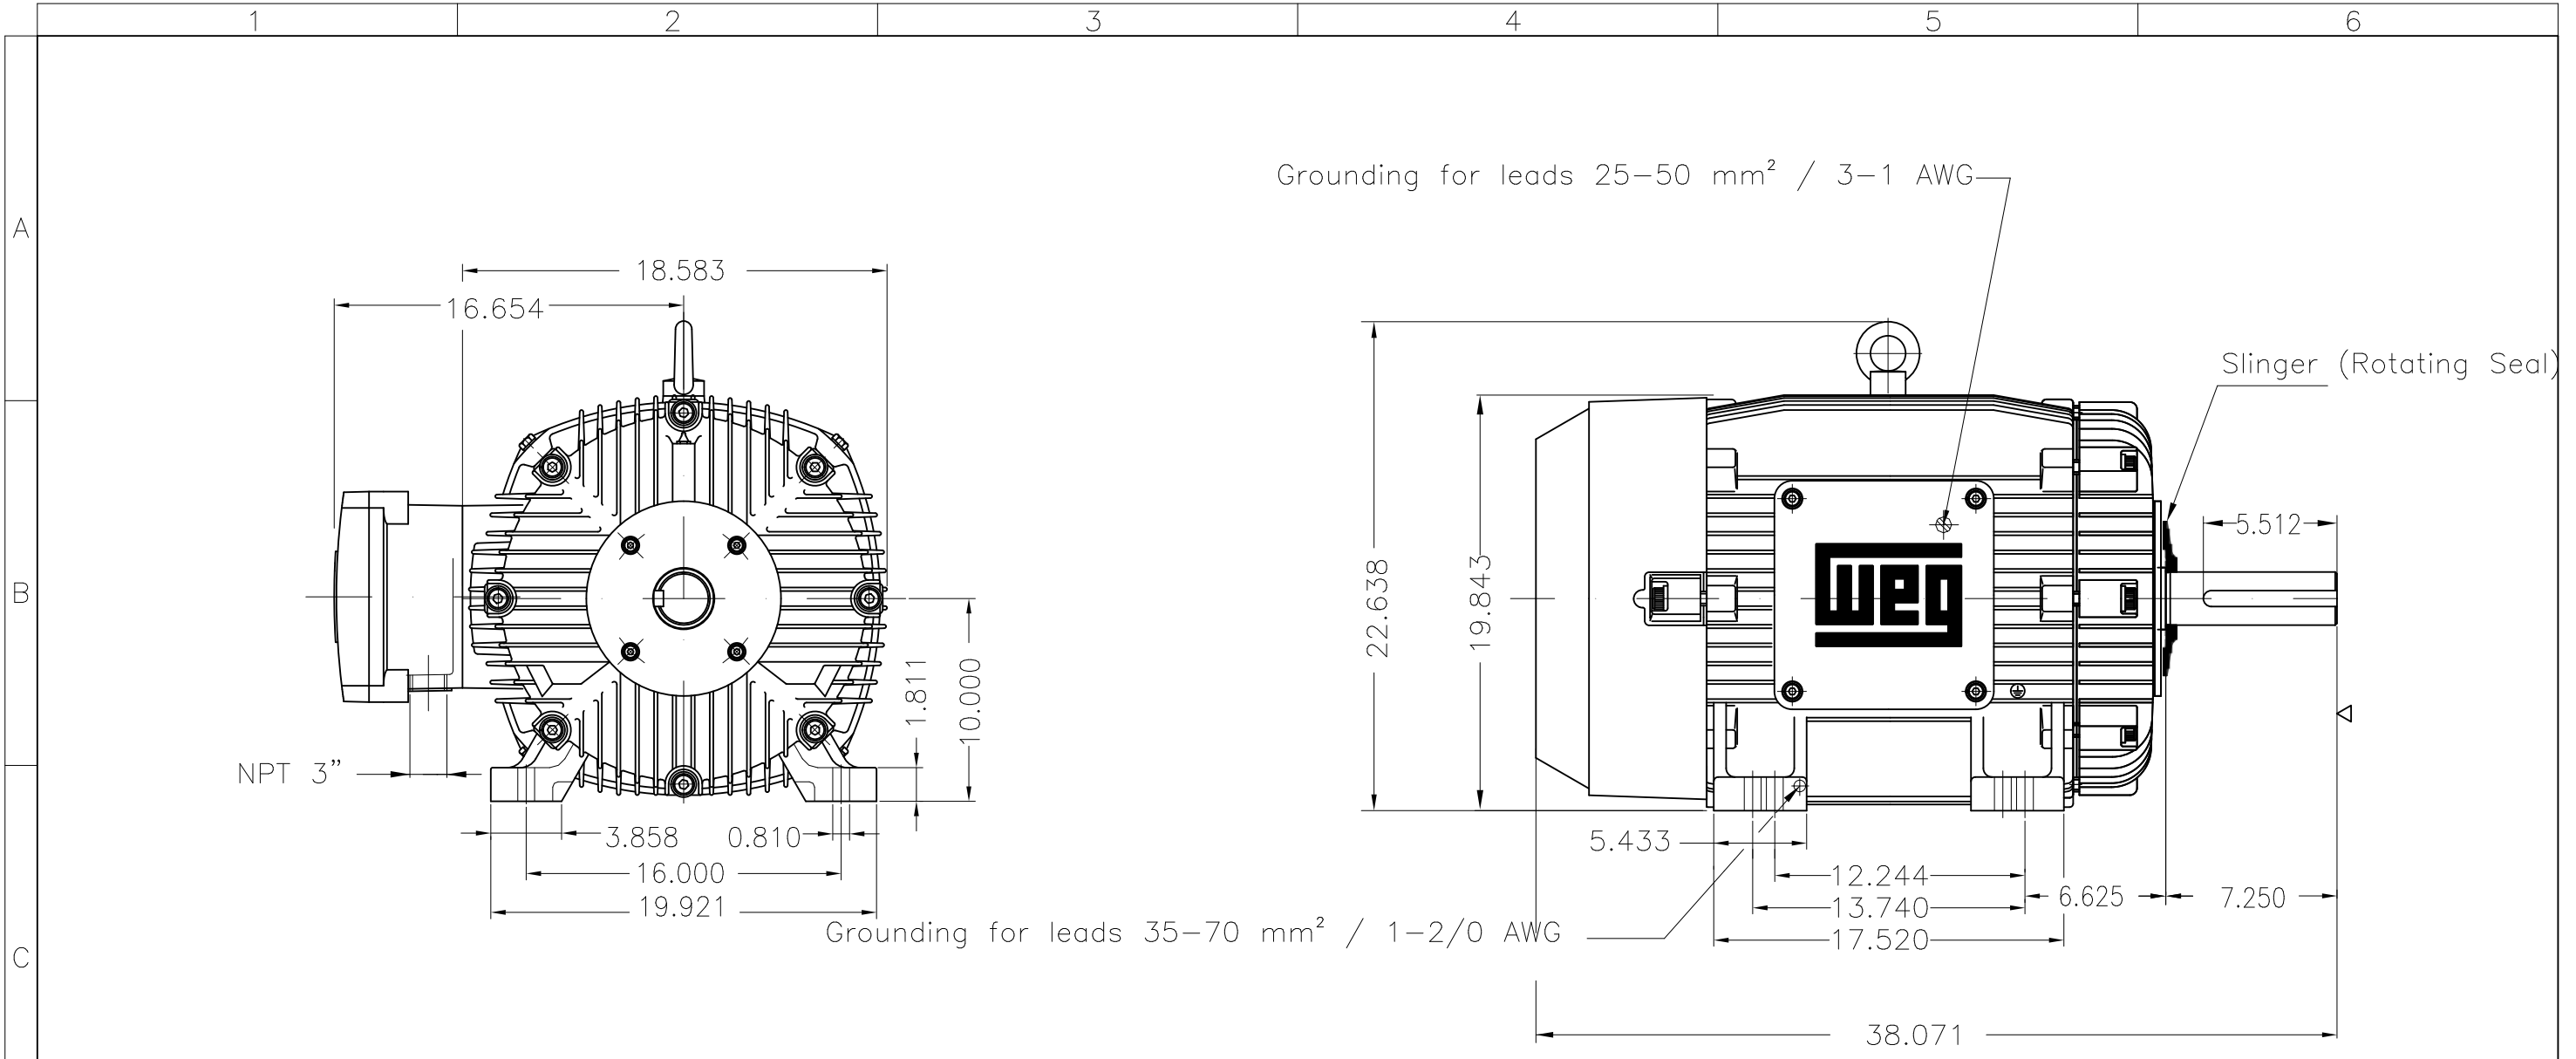 1 2 3 4 5 6
Grounding for leads 25-50 mm² / 3-1 AWG
A
18.583
16.654
Slinger (Rotating Seal)
5.512
22.638
19.843
B
weg
1.811
10.000
NPT 3"
3.858 0.810
5.433
16.000
12.244
19.921
13.740
6.625 7.250
Grounding for leads 35-70 mm² / 1-2/0 AWG
17.520
C
38.071